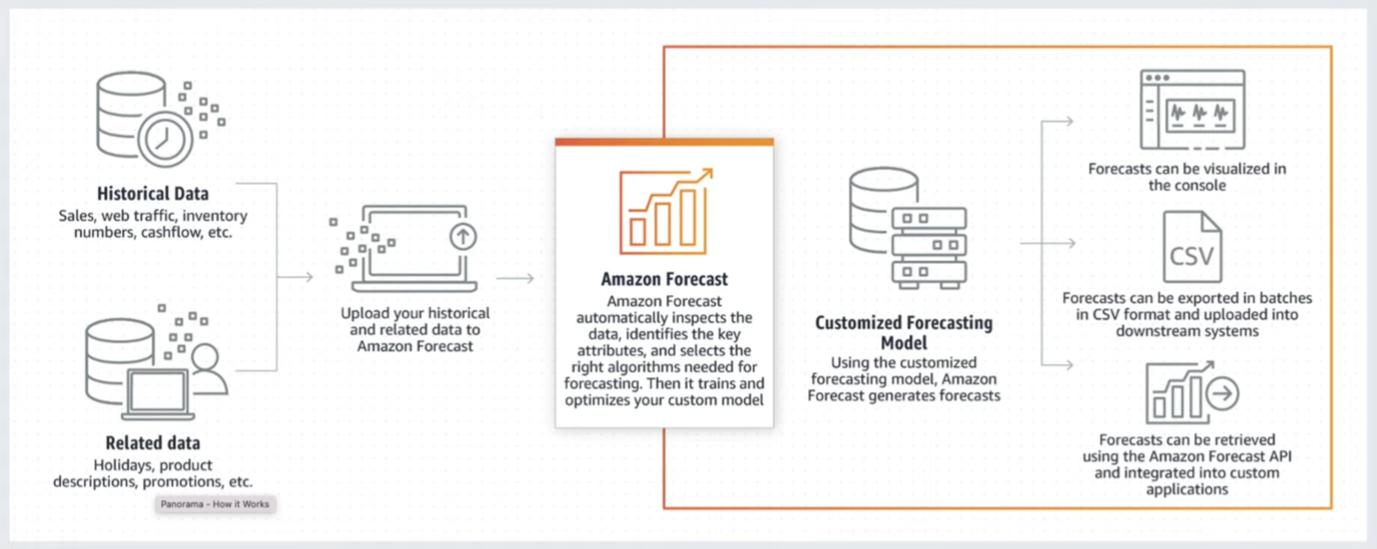 Historical Data
Sales, web traffic, inventory
numbers, cashflow, etc.
Related data
Holidays, product
descriptions, promotions, etc.
Panorama - How it Works
Upload your historical
and related data to
Amazon Forecast
Amazon Forecast
Amazon Forecast
automatically inspects the
data, identifies the key
attributes, and selects the
right algorithms needed for
forecasting. Then it trains and
optimizes your custom model
Customized Forecasting
Model
Using the customized
forecasting model, Amazon
Forecast generates forecasts
Forecasts can be visualized in
the console
CSV
Forecasts can be exported in batches
in CSV format and uploaded into
downstream systems
Forecasts can be retrieved
using the Amazon Forecast API
and integrated into custom
applications